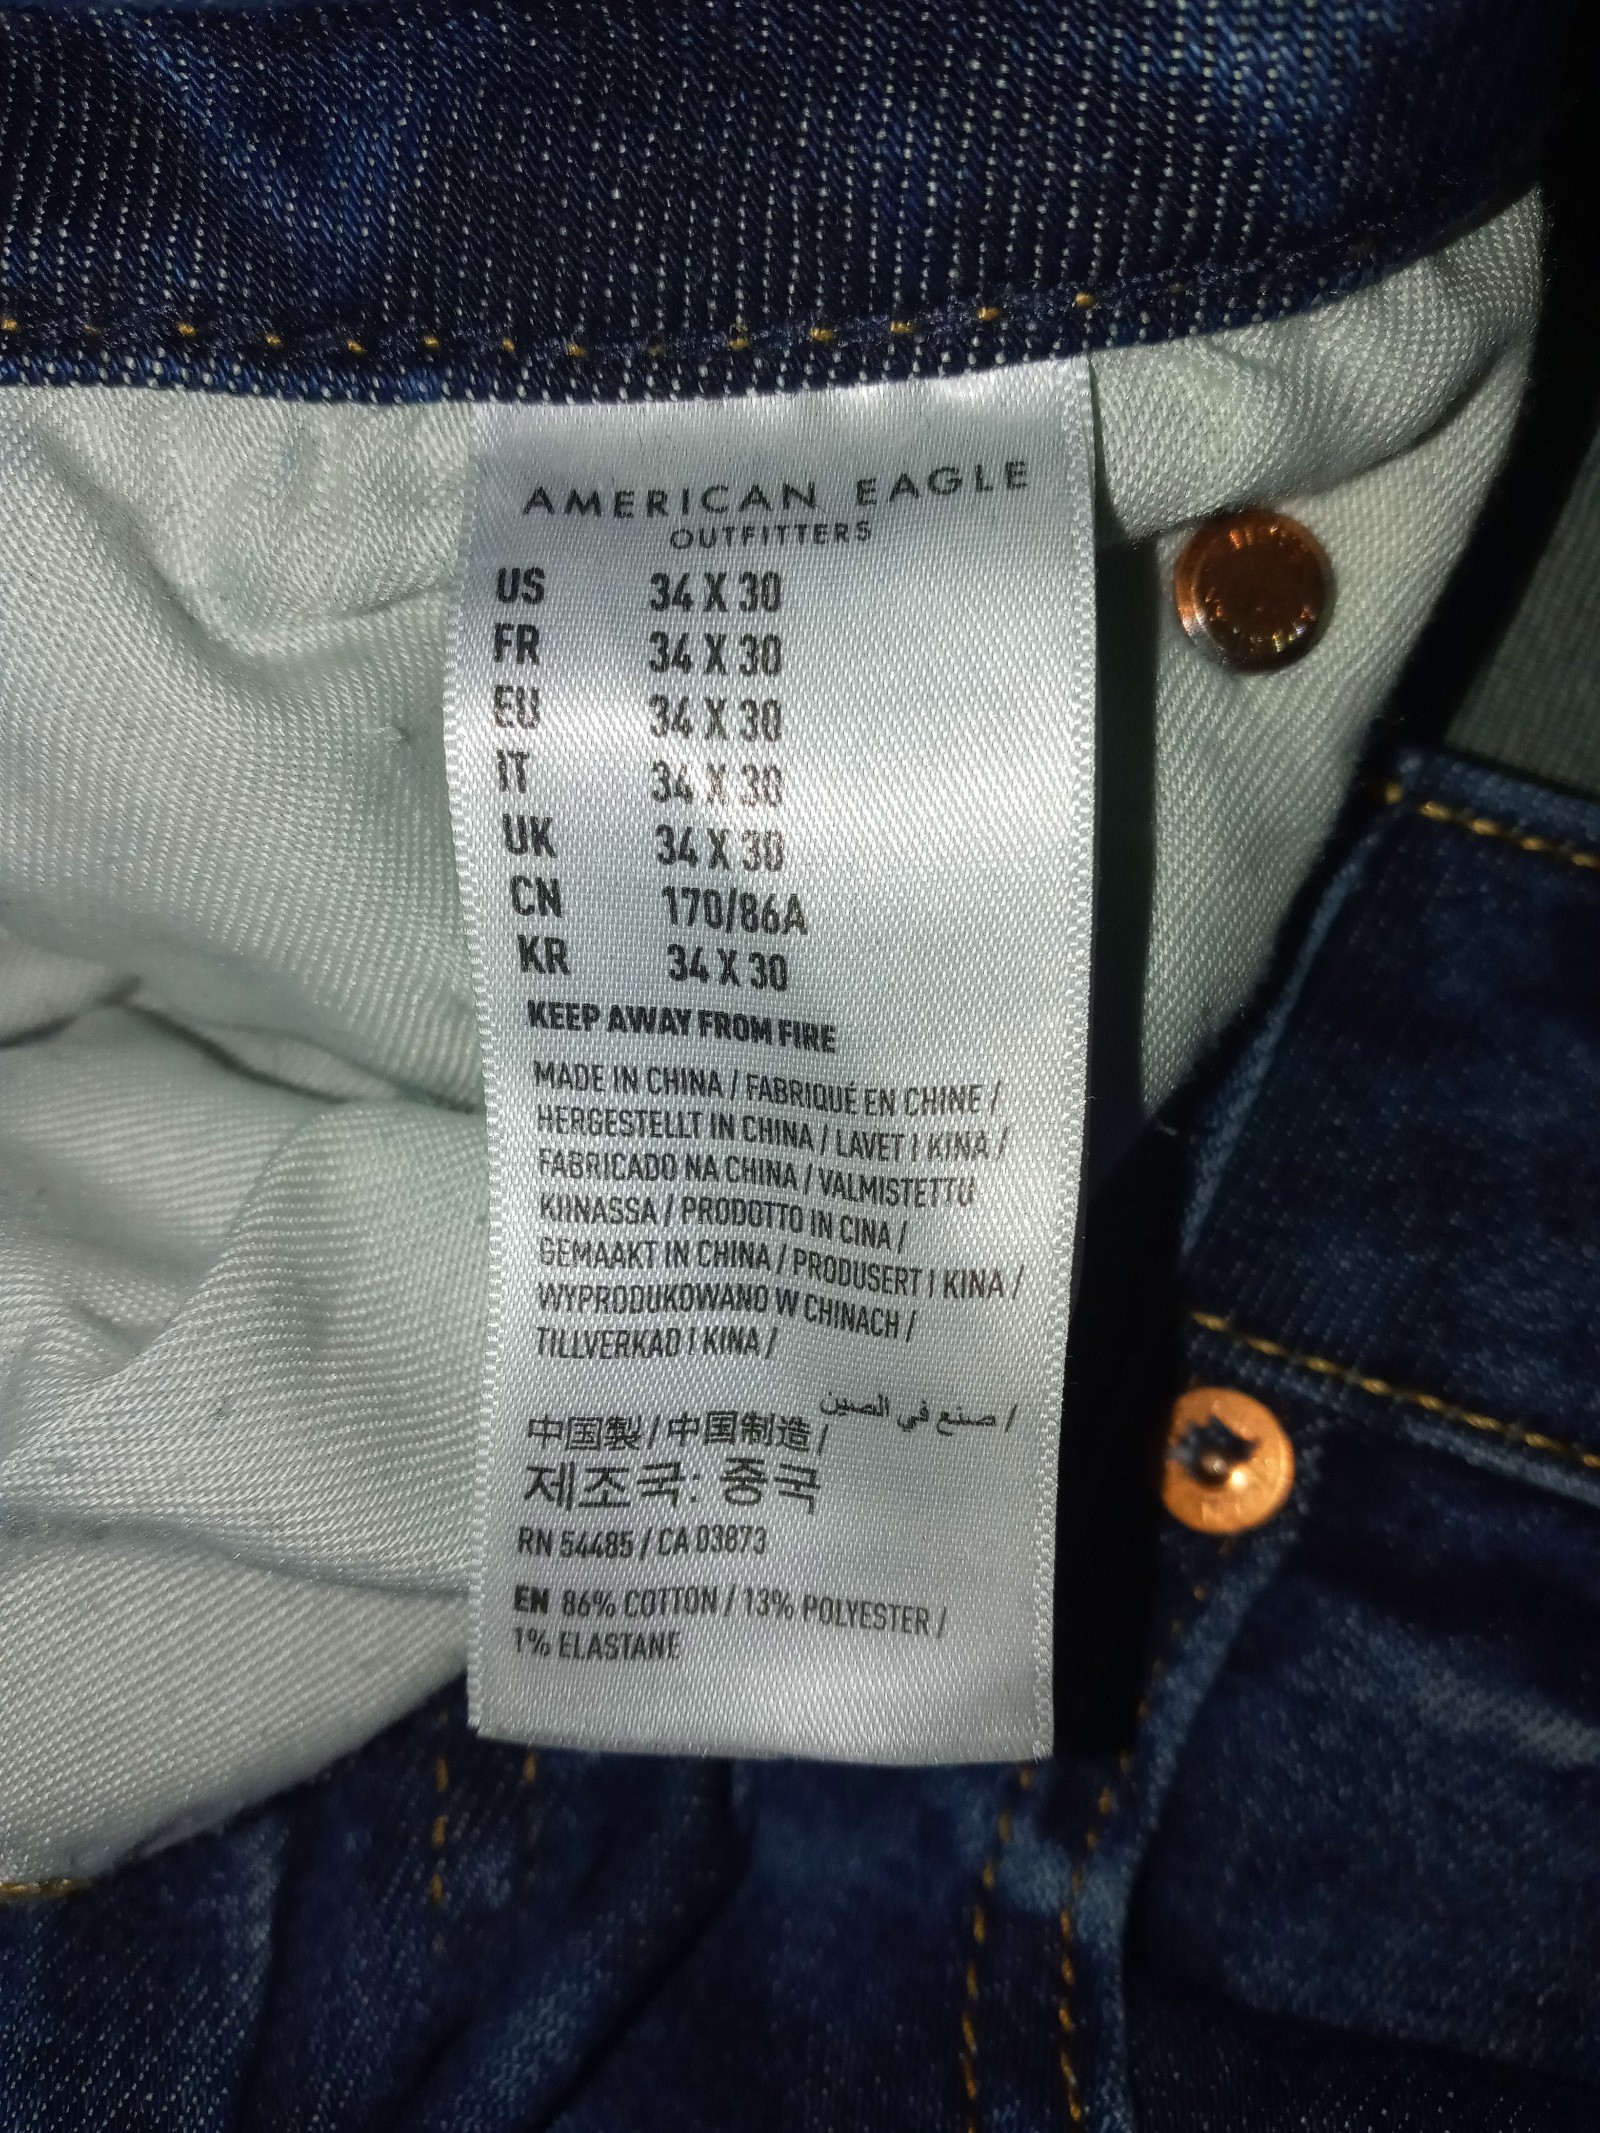 AMERICAN EAGLE
OUTFITTERS
US 34 X 30
FR 34 X 30
EU 34 X 30
IT 34 X 30
UK 34 X 30
CN 170/86A
KR 34 X 30
KEEP AWAY FROM FIRE
MADE IN CHINA / FABRIQUÉ EN CHINE /
HERGESTELLT IN CHINA / LAVET I KINA /
FABRICADO NA CHINA / VALMISTETTU
KIINASSA / PRODOTTO IN CINA /
GEMAAKT IN CHINA / PRODUSERT I KINA /
WYPRODUKOWANO W CHINACH /
TILLVERKAD I KINA /
صنع في الصين /
中国製 / 中国制造 /
제조국: 중국
RN 54485 / CA 03873
EN 86% COTTON / 13% POLYESTER /
1% ELASTANE